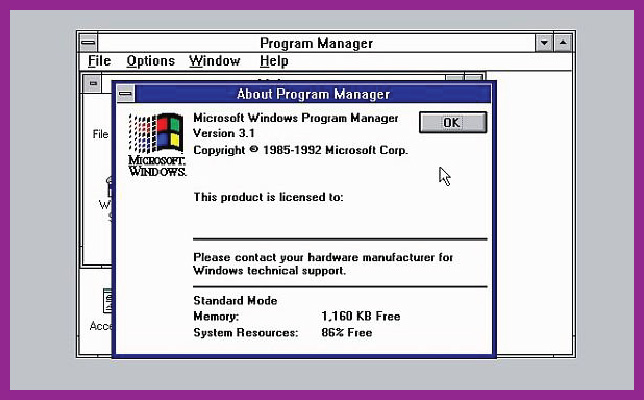 Program Manager
File Options Window Help
About Program Manager
Microsoft Windows Program Manager
OK
Version 3.1
Copyright © 1985-1992 Microsoft Corp.
MICROSOFT.
WINDOWS.
File
This product is licensed to:
W
Please contact your hardware manufacturer for
Windows technical support.
Standard Mode
Memory: 1,160 KB Free
System Resources: 86% Free
Acce